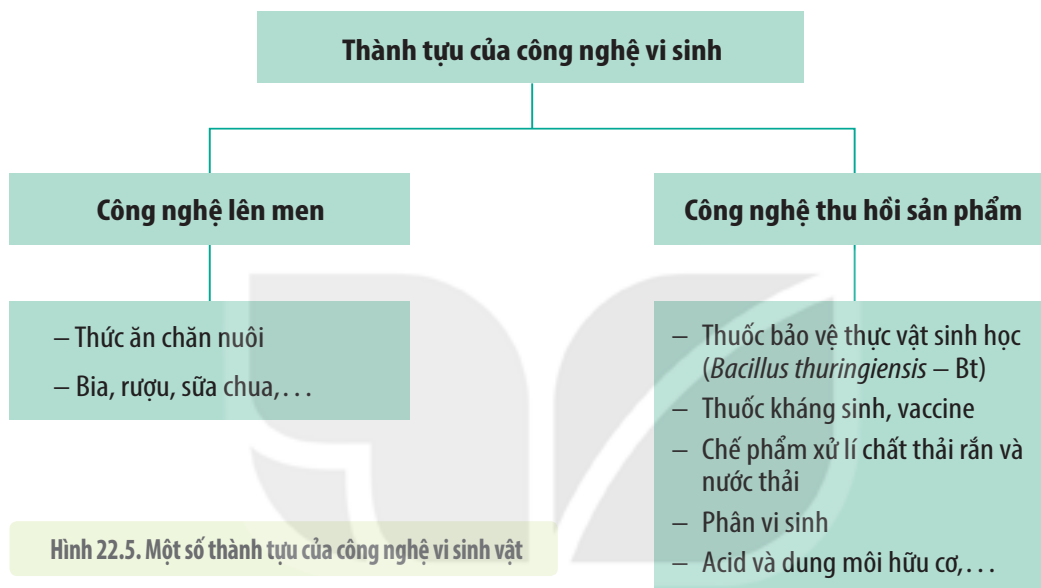 Thành tựu của công nghệ vi sinh
Công nghệ lên men
Công nghệ thu hồi sản phẩm
– Thức ăn chăn nuôi
– Bia, rượu, sữa chua,…
– Thuốc bảo vệ thực vật sinh học
(Bacillus thuringiensis – Bt)
– Thuốc kháng sinh, vaccine
– Chế phẩm xử lí chất thải rắn và
nước thải
– Phân vi sinh
– Acid và dung môi hữu cơ,…
Hình 22.5. Một số thành tựu của công nghệ vi sinh vật